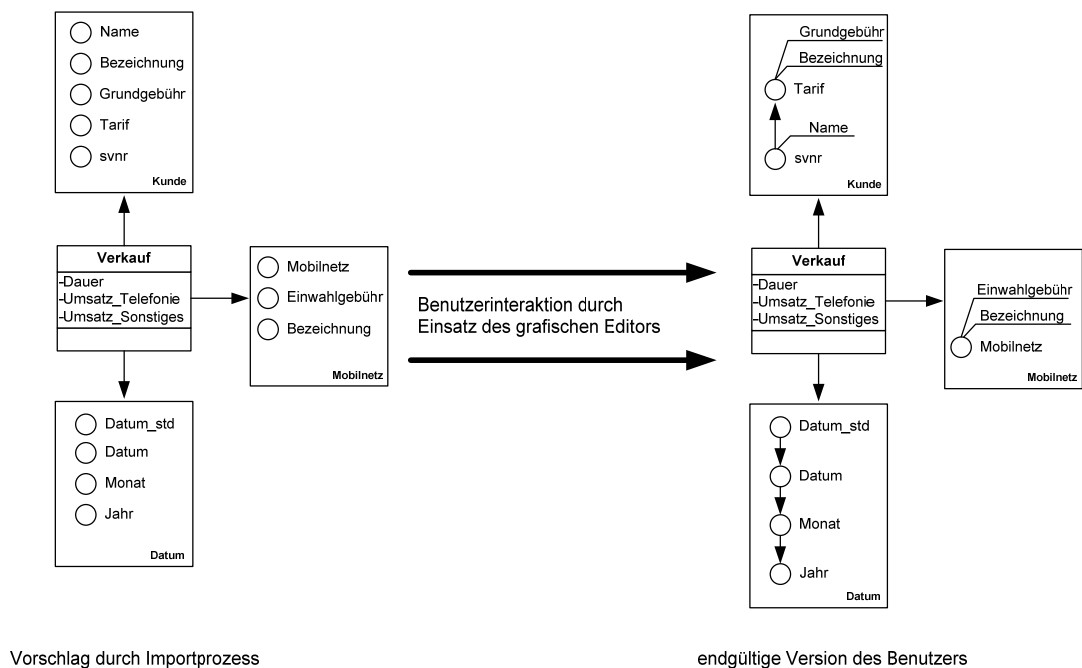 Name
Bezeichnung
Grundgebühr
Tarif
svnr
Kunde
Verkauf
-Dauer
-Umsatz_Telefonie
-Umsatz_Sonstiges
Mobilnetz
Einwahlgebühr
Bezeichnung
Mobilnetz
Datum_std
Datum
Monat
Jahr
Datum
Benutzerinteraktion durch
Einsatz des grafischen Editors
Grundgebühr
Bezeichnung
Tarif
Name
svnr
Kunde
Verkauf
-Dauer
-Umsatz_Telefonie
-Umsatz_Sonstiges
Einwahlgebühr
Bezeichnung
Mobilnetz
Mobilnetz
Datum_std
Datum
Monat
Jahr
Datum
Vorschlag durch Importprozess
endgültige Version des Benutzers